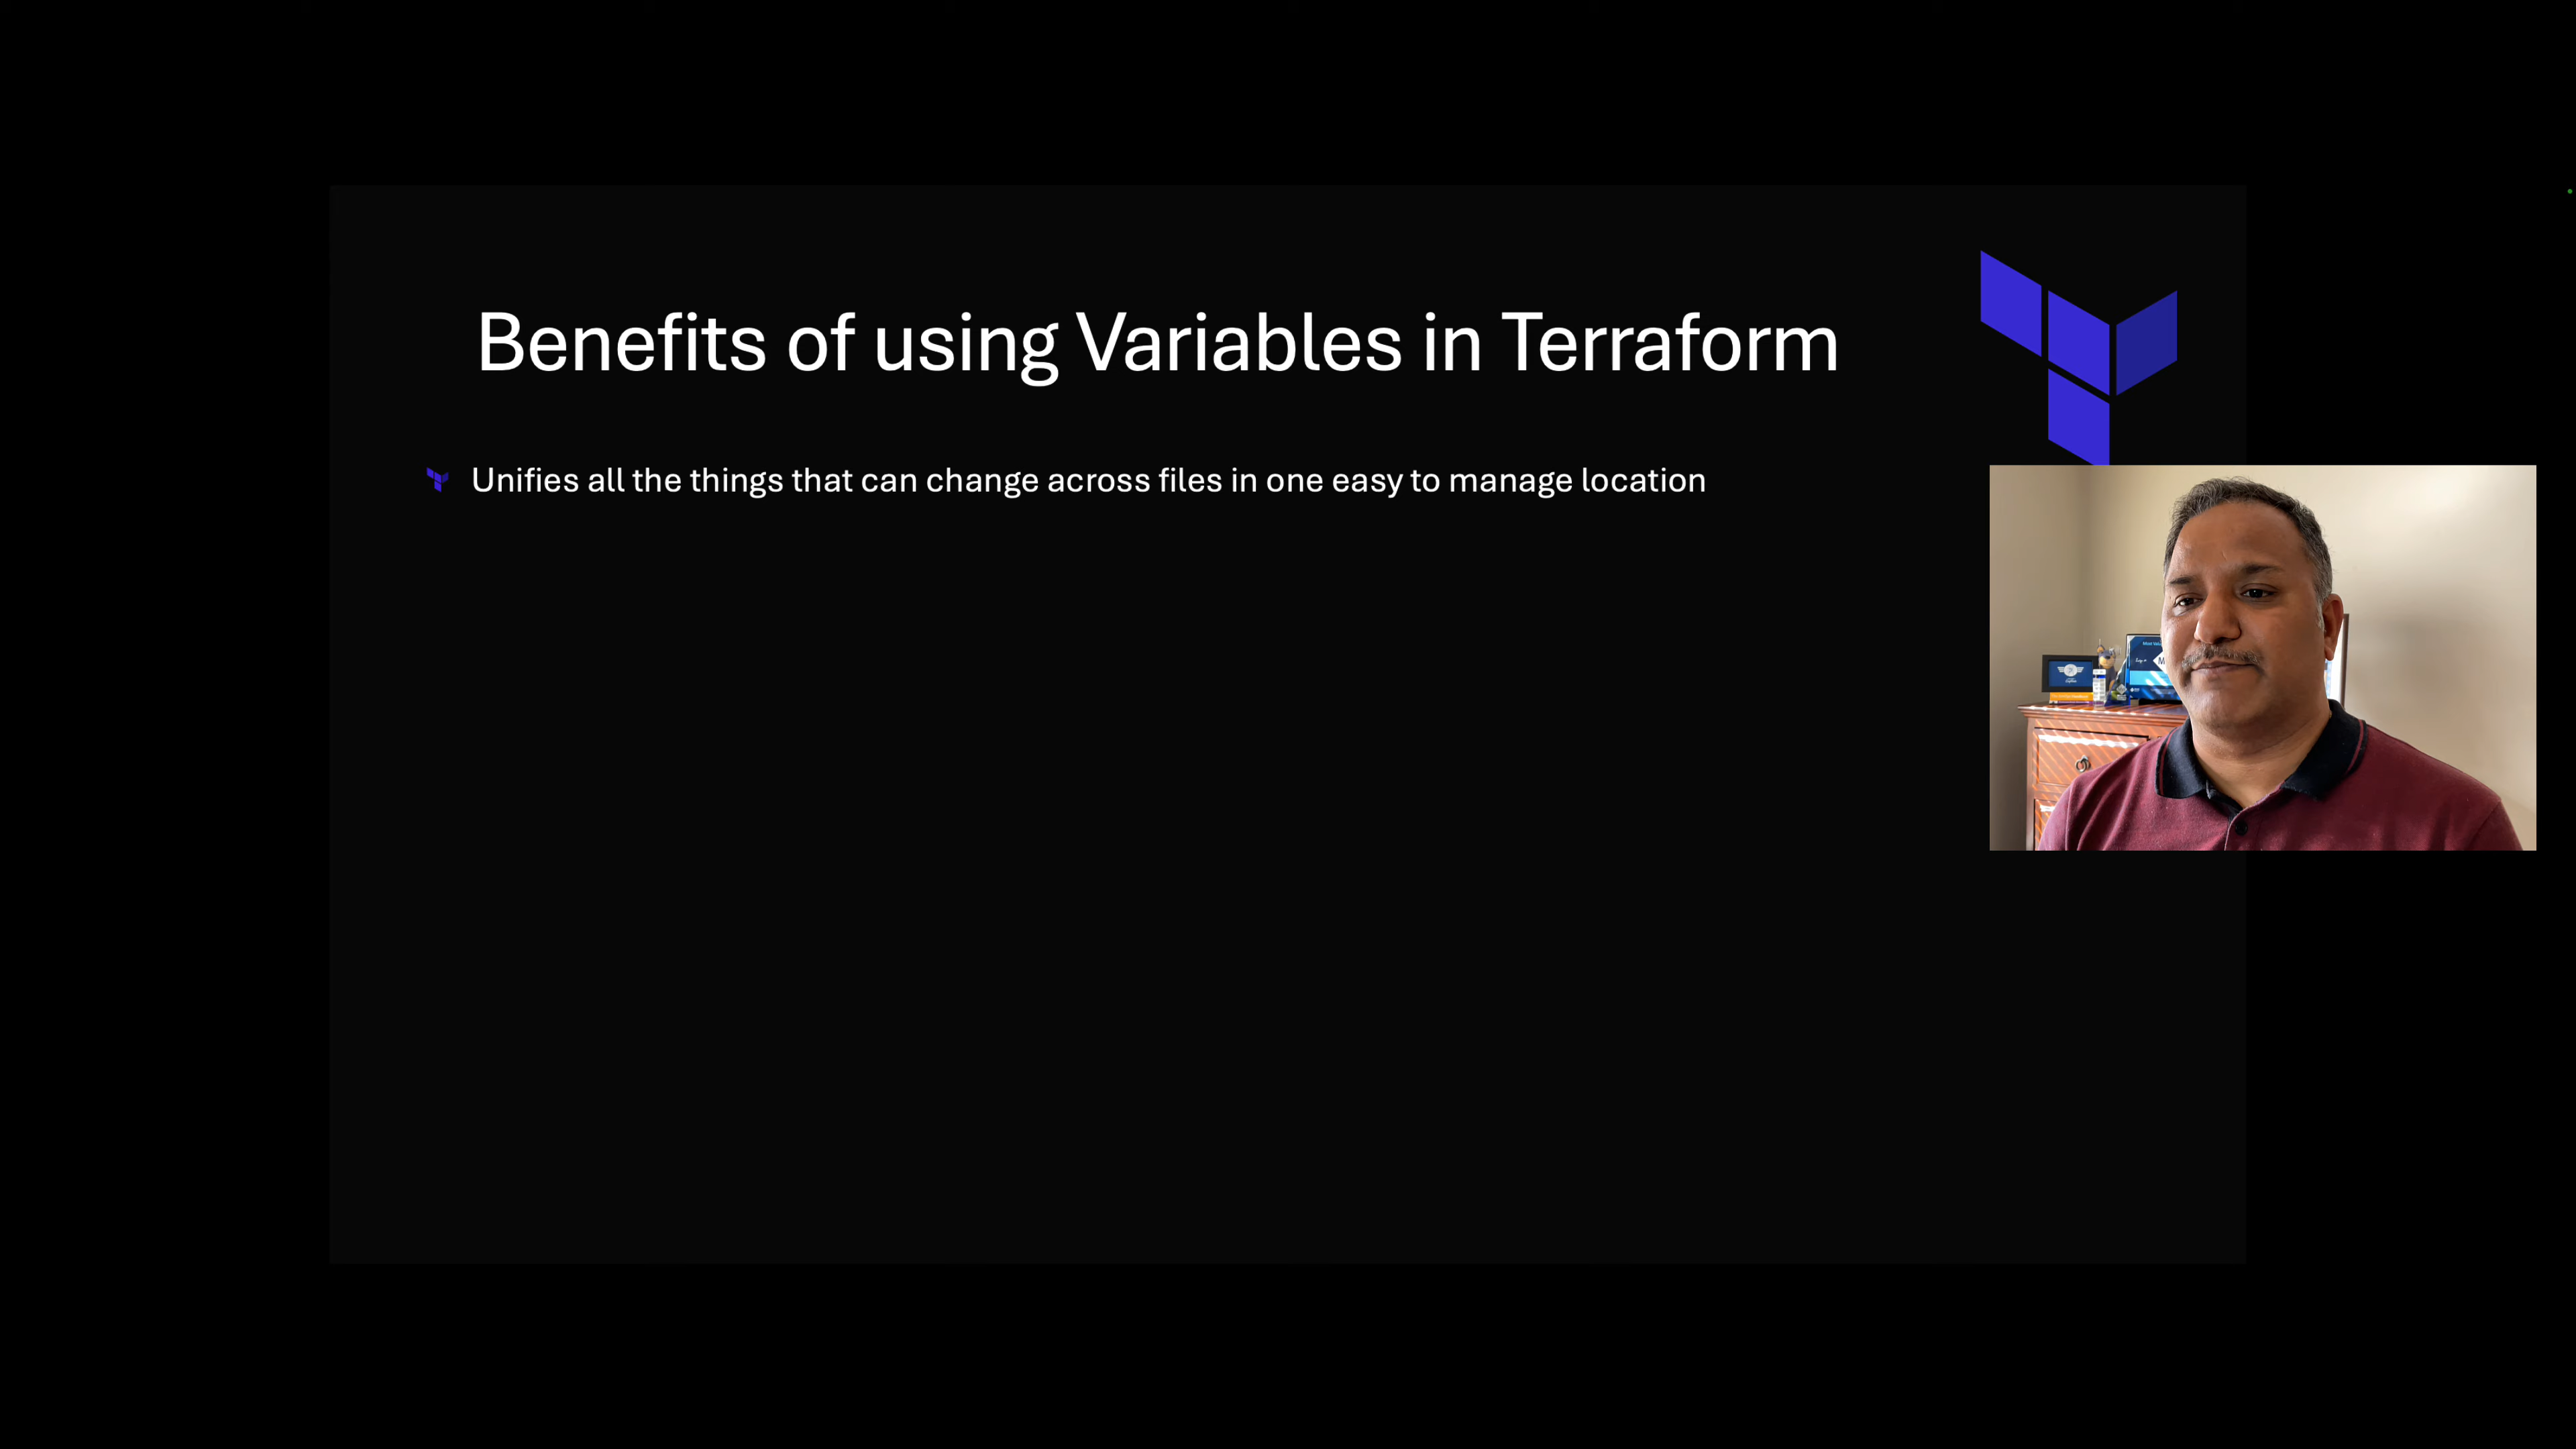 Benefits of using Variables in Terraform
Unifies all the things that can change across files in one easy to manage location